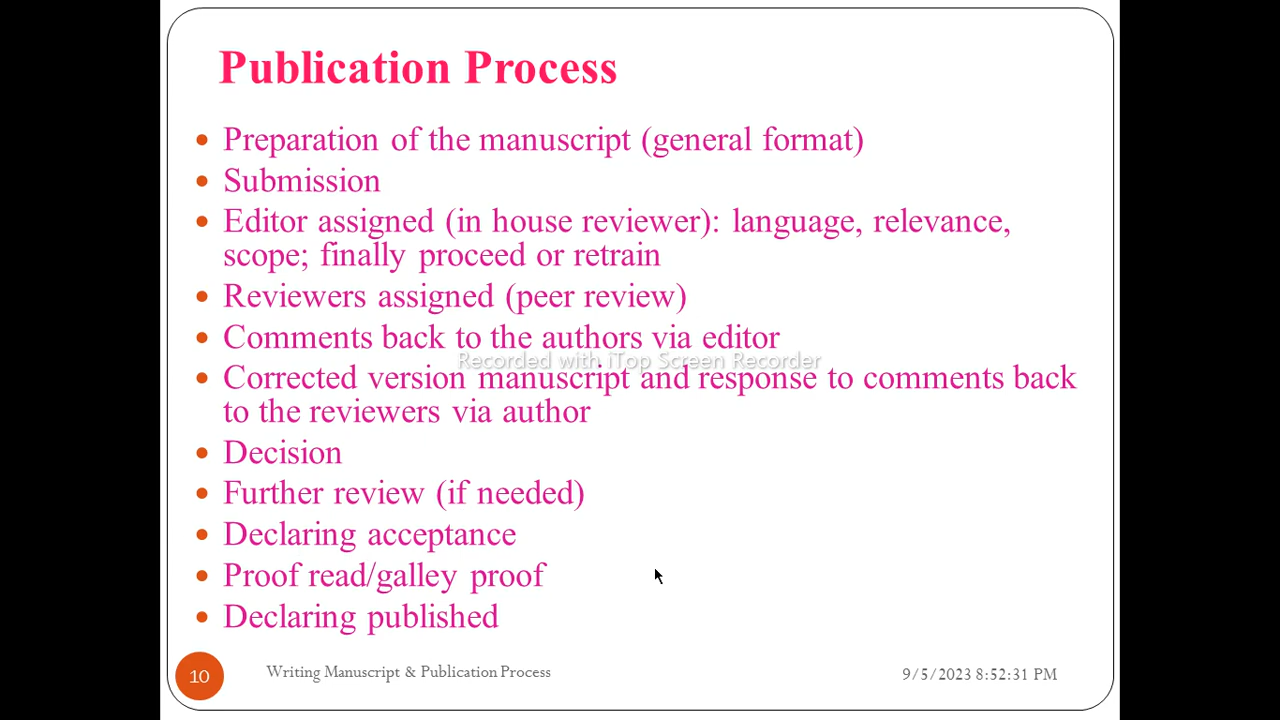 Publication Process
• Preparation of the manuscript (general format)
• Submission
• Editor assigned (in house reviewer): language, relevance,
scope; finally proceed or retrain
• Reviewers assigned (peer review)
• Comments back to the authors via editor
Recorded with iTop Screen Recorder
• Corrected version manuscript and response to comments back
to the reviewers via author
• Decision
• Further review (if needed)
• Declaring acceptance
• Proof read/galley proof
• Declaring published
10 Writing Manuscript & Publication Process 9/5/2023 8:52:31 PM